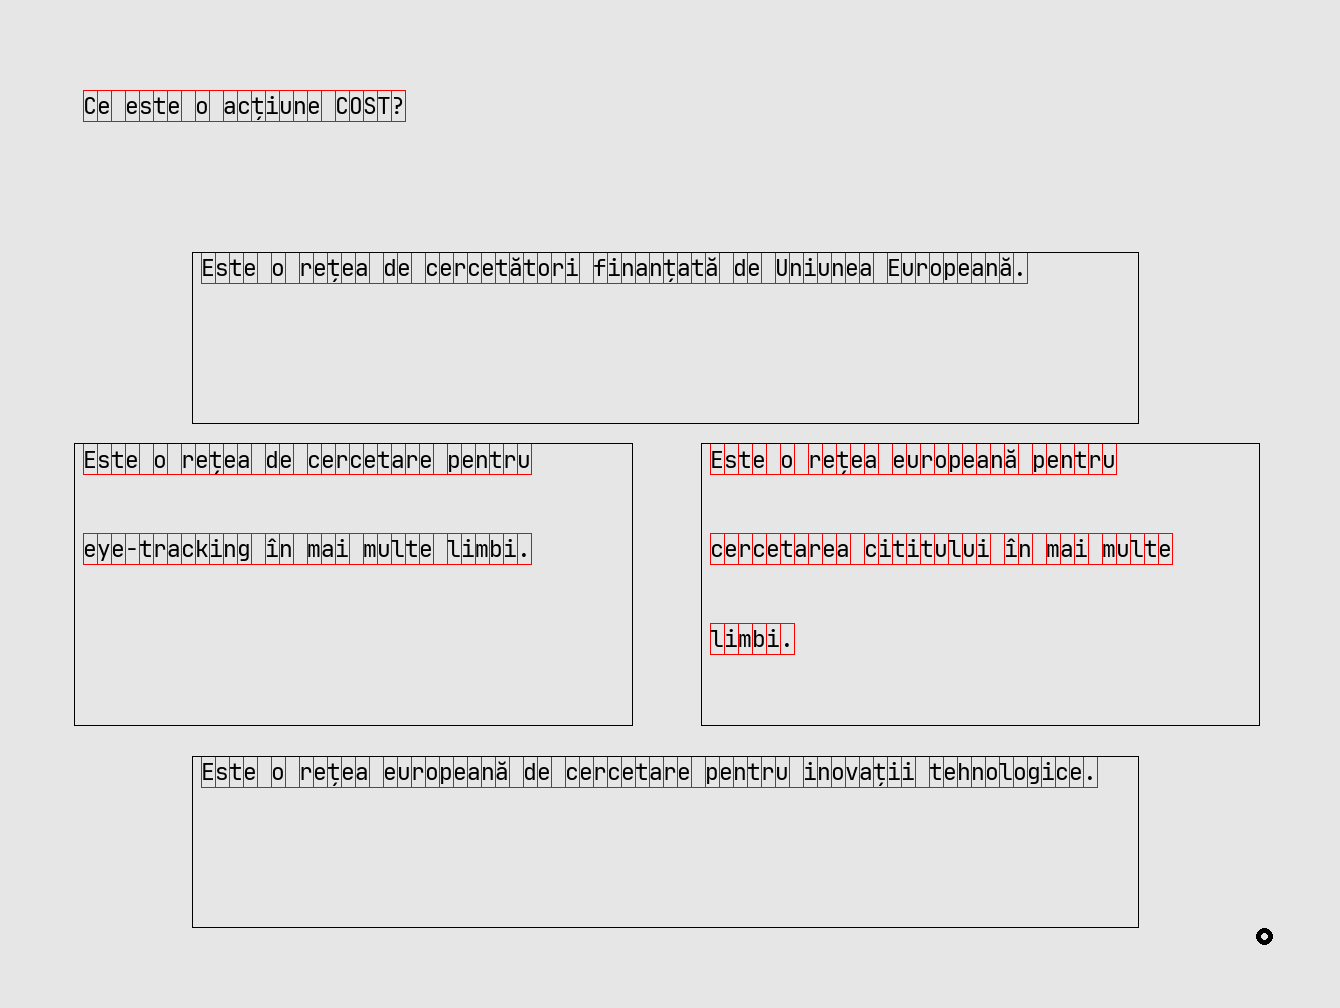 Ce este o acțiune COST?
Este o rețea de cercetători finanțată de Uniunea Europeană.
Este o rețea de cercetare pentru
eye-tracking în mai multe limbi.
Este o rețea europeană pentru
cercetarea cititului în mai multe
limbi.
Este o rețea europeană de cercetare pentru inovații tehnologice.